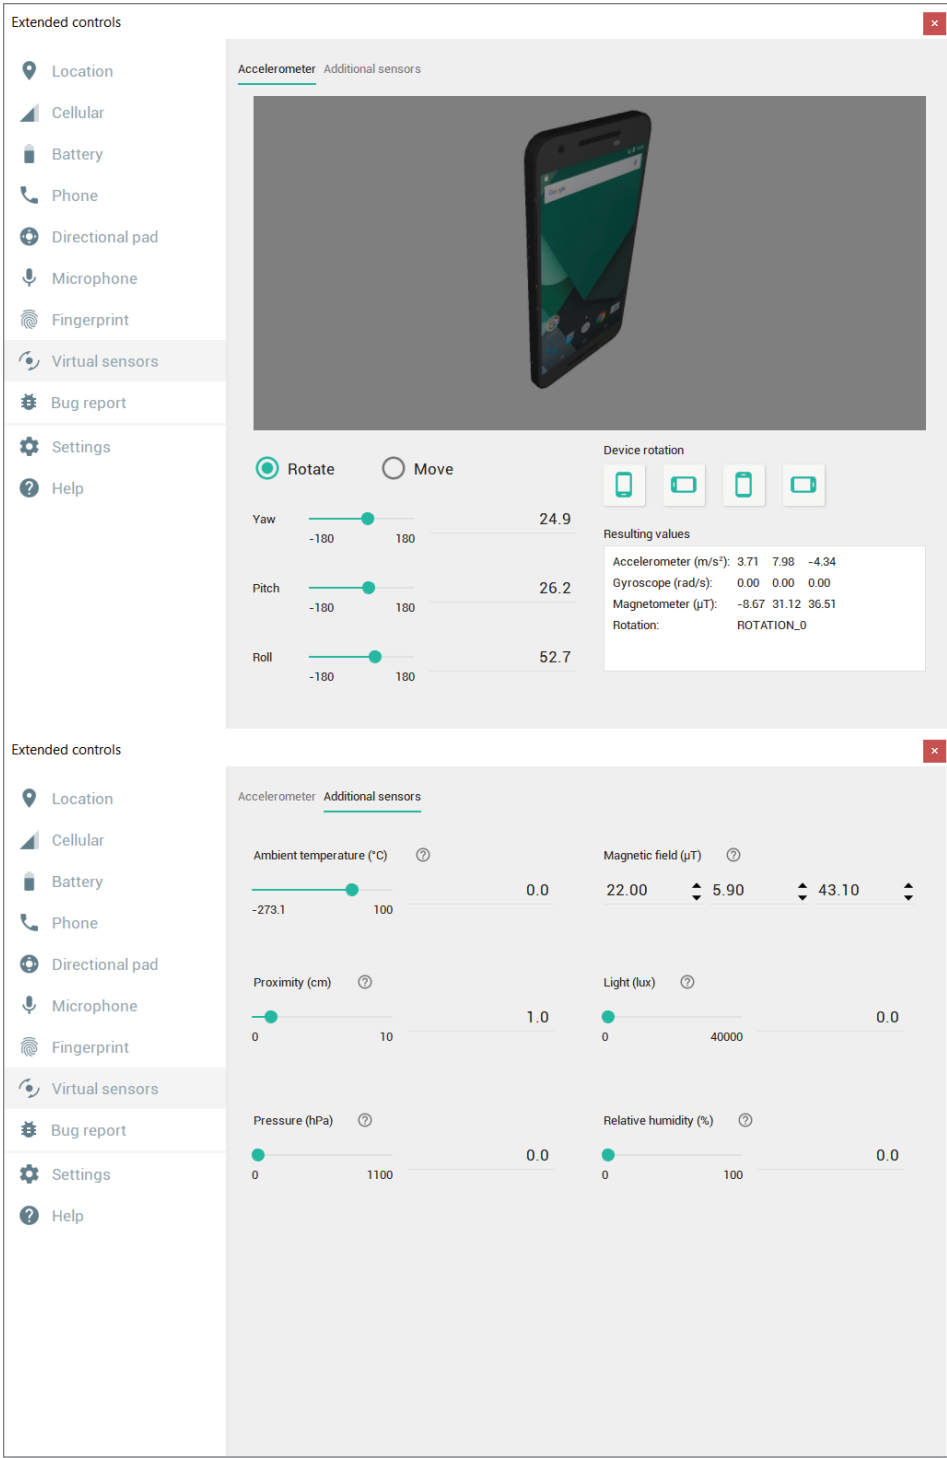 Extended controls
Location
Cellular
Battery
Phone
Directional pad
Microphone
Fingerprint
Virtual sensors
Bug report
Settings
Help
Accelerometer Additional sensors
Google
Rotate Move
Yaw 24.9
-180 180
Pitch 26.2
-180 180
Roll 52.7
-180 180
Device rotation
Resulting values
Accelerometer (m/s²): 3.71 7.98 -4.34
Gyroscope (rad/s): 0.00 0.00 0.00
Magnetometer (μT): -8.67 31.12 36.51
Rotation: ROTATION_0
Extended controls
Location
Cellular
Battery
Phone
Directional pad
Microphone
Fingerprint
Virtual sensors
Bug report
Settings
Help
Accelerometer Additional sensors
Ambient temperature (°C) ?
0.0
-273.1 100
Magnetic field (μT) ?
22.00 5.90 43.10
Proximity (cm) ?
1.0
0 10
Light (lux) ?
0.0
0 40000
Pressure (hPa) ?
0.0
0 1100
Relative humidity (%) ?
0.0
0 100